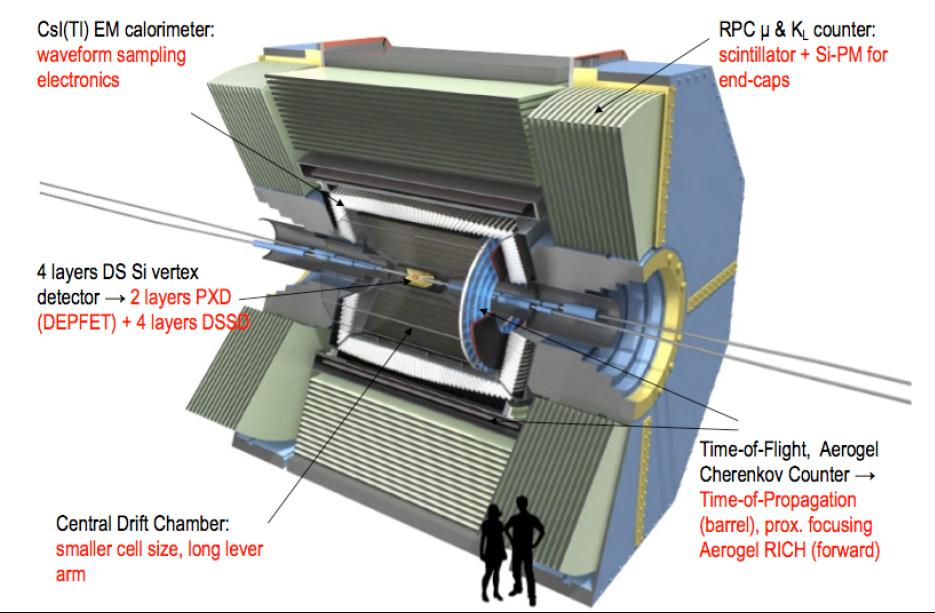 CsI(Tl) EM calorimeter:
waveform sampling
electronics
RPC μ & K_L counter:
scintillator + Si-PM for
end-caps
4 layers DS Si vertex
detector → 2 layers PXD
(DEPFET) + 4 layers DSSD
Central Drift Chamber:
smaller cell size, long lever
arm
Time-of-Flight, Aerogel
Cherenkov Counter →
Time-of-Propagation
(barrel), prox. focusing
Aerogel RICH (forward)